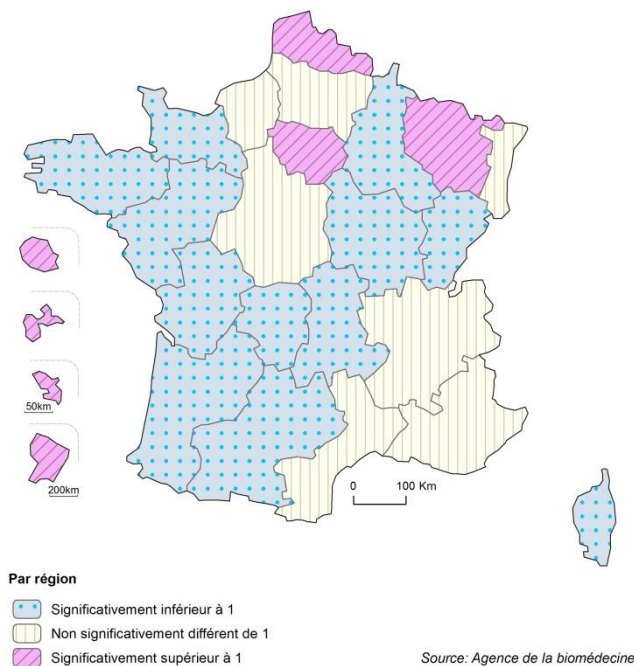 50km
200km
0 100 Km
Par région
Significativement inférieur à 1
Non significativement différent de 1
Significativement supérieur à 1
Source: Agence de la biomédecine